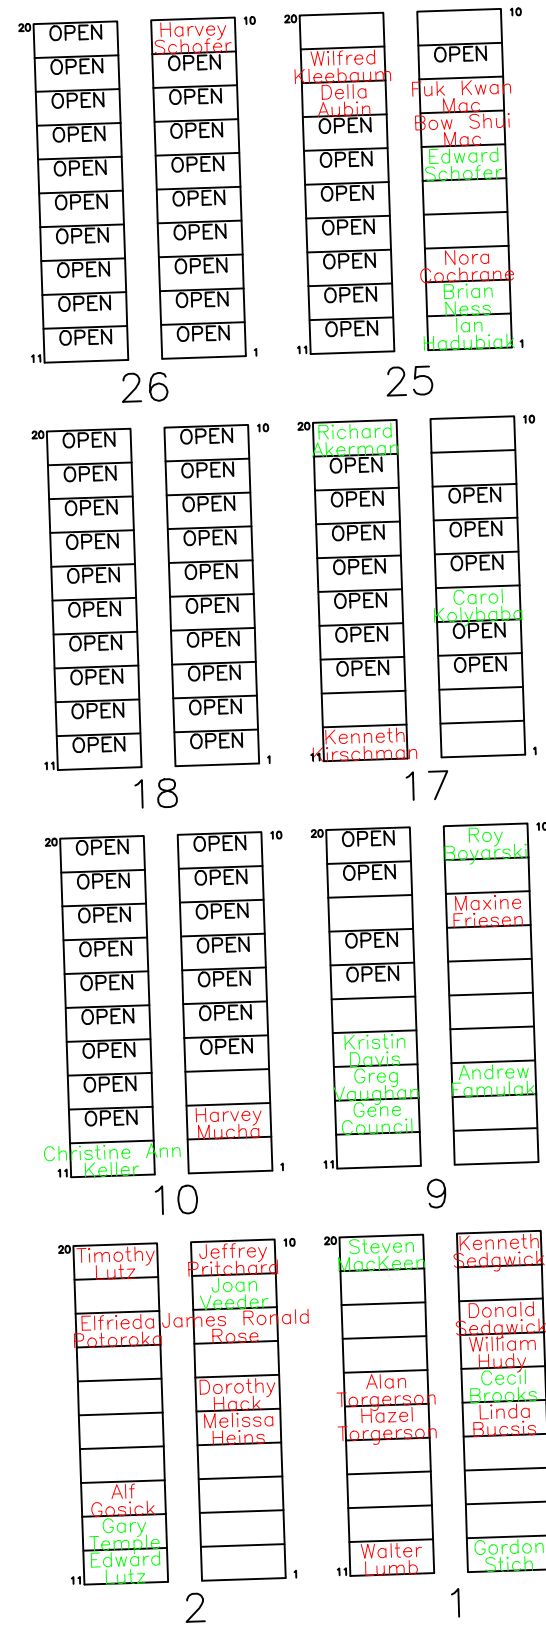 20
OPEN
OPEN
OPEN
OPEN
OPEN
OPEN
OPEN
OPEN
OPEN
OPEN
11
10
Harvey
Schofer
OPEN
OPEN
OPEN
OPEN
OPEN
OPEN
OPEN
OPEN
OPEN
1
26
20
Wilfred
Kleebaum
Della
Aubin
OPEN
OPEN
OPEN
OPEN
OPEN
OPEN
OPEN
11
10
OPEN
Fuk Kwan
Mac
Bow Shui
Mac
Edward
Schofer
Nora
Cochrane
Brian
Ness
Ian
Hadubiak
1
25
20
OPEN
OPEN
OPEN
OPEN
OPEN
OPEN
OPEN
OPEN
OPEN
OPEN
11
10
OPEN
OPEN
OPEN
OPEN
OPEN
OPEN
OPEN
OPEN
OPEN
OPEN
1
18
20
Richard
Akerman
OPEN
OPEN
OPEN
OPEN
OPEN
OPEN
OPEN
Kenneth
Kirschman
11
10
OPEN
OPEN
OPEN
Carol
Kolybaba
OPEN
OPEN
1
17
20
OPEN
OPEN
OPEN
OPEN
OPEN
OPEN
OPEN
OPEN
OPEN
Christine Ann
Keller
11
10
OPEN
OPEN
OPEN
OPEN
OPEN
OPEN
OPEN
Harvey
Mucha
1
10
20
OPEN
OPEN
OPEN
OPEN
Kristin
Davis
Greg
Vaughan
Gene
Council
11
10
Roy
Boyarski
Maxine
Friesen
Andrew
Famulak
9
20
Timothy
Lutz
Elfrieda
Potoroka
Alf
Gosick
Gary
Temple
Edward
Lutz
11
10
Jeffrey
Pritchard
Joan
Veeder
James Ronald
Rose
Dorothy
Hack
Melissa
Heins
1
2
20
Steven
MacKeen
Alan
Torgerson
Hazel
Torgerson
Walter
Lumb
11
Kenneth
Sedgwick
Donald
Sedgwick
William
Hudy
Cecil
Brooks
Linda
Bucsis
Gordon
Stich
1